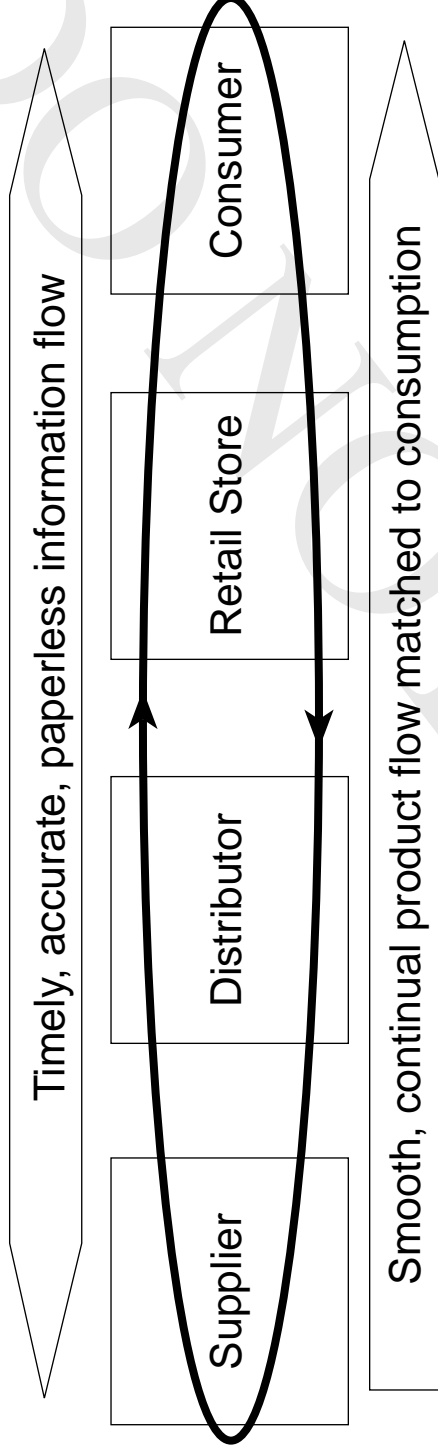 Timely, accurate, paperless information flow
Supplier
Distributor
Retail Store
Consumer
Smooth, continual product flow matched to consumption